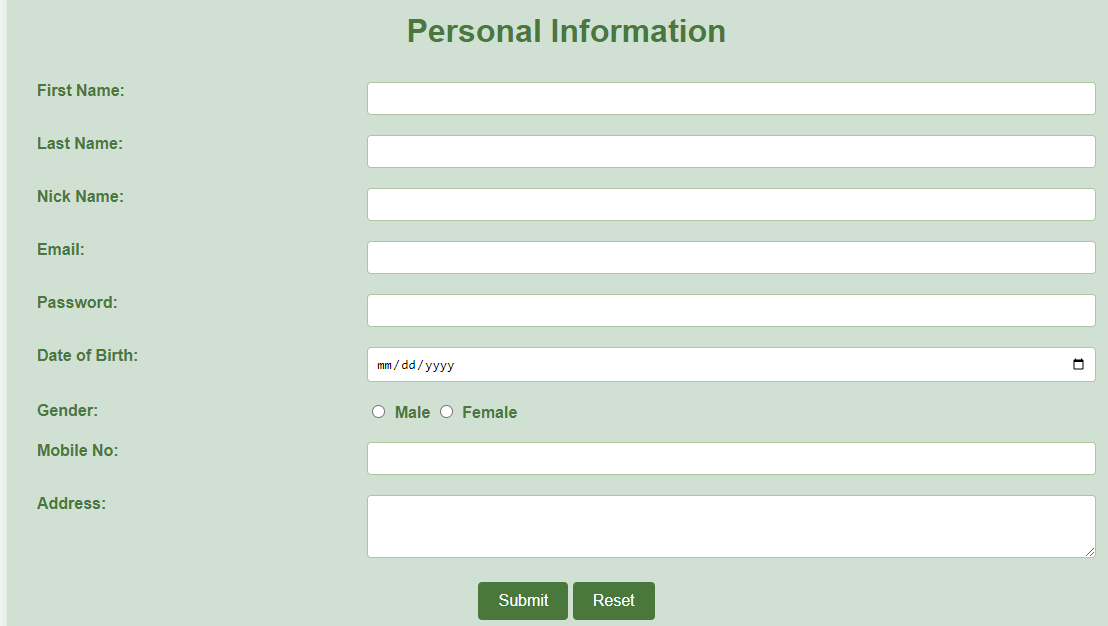 Personal Information
First Name:
Last Name:
Nick Name:
Email:
Password:
Date of Birth: mm/dd/yyyy
Gender: Male Female
Mobile No:
Address:
Submit Reset